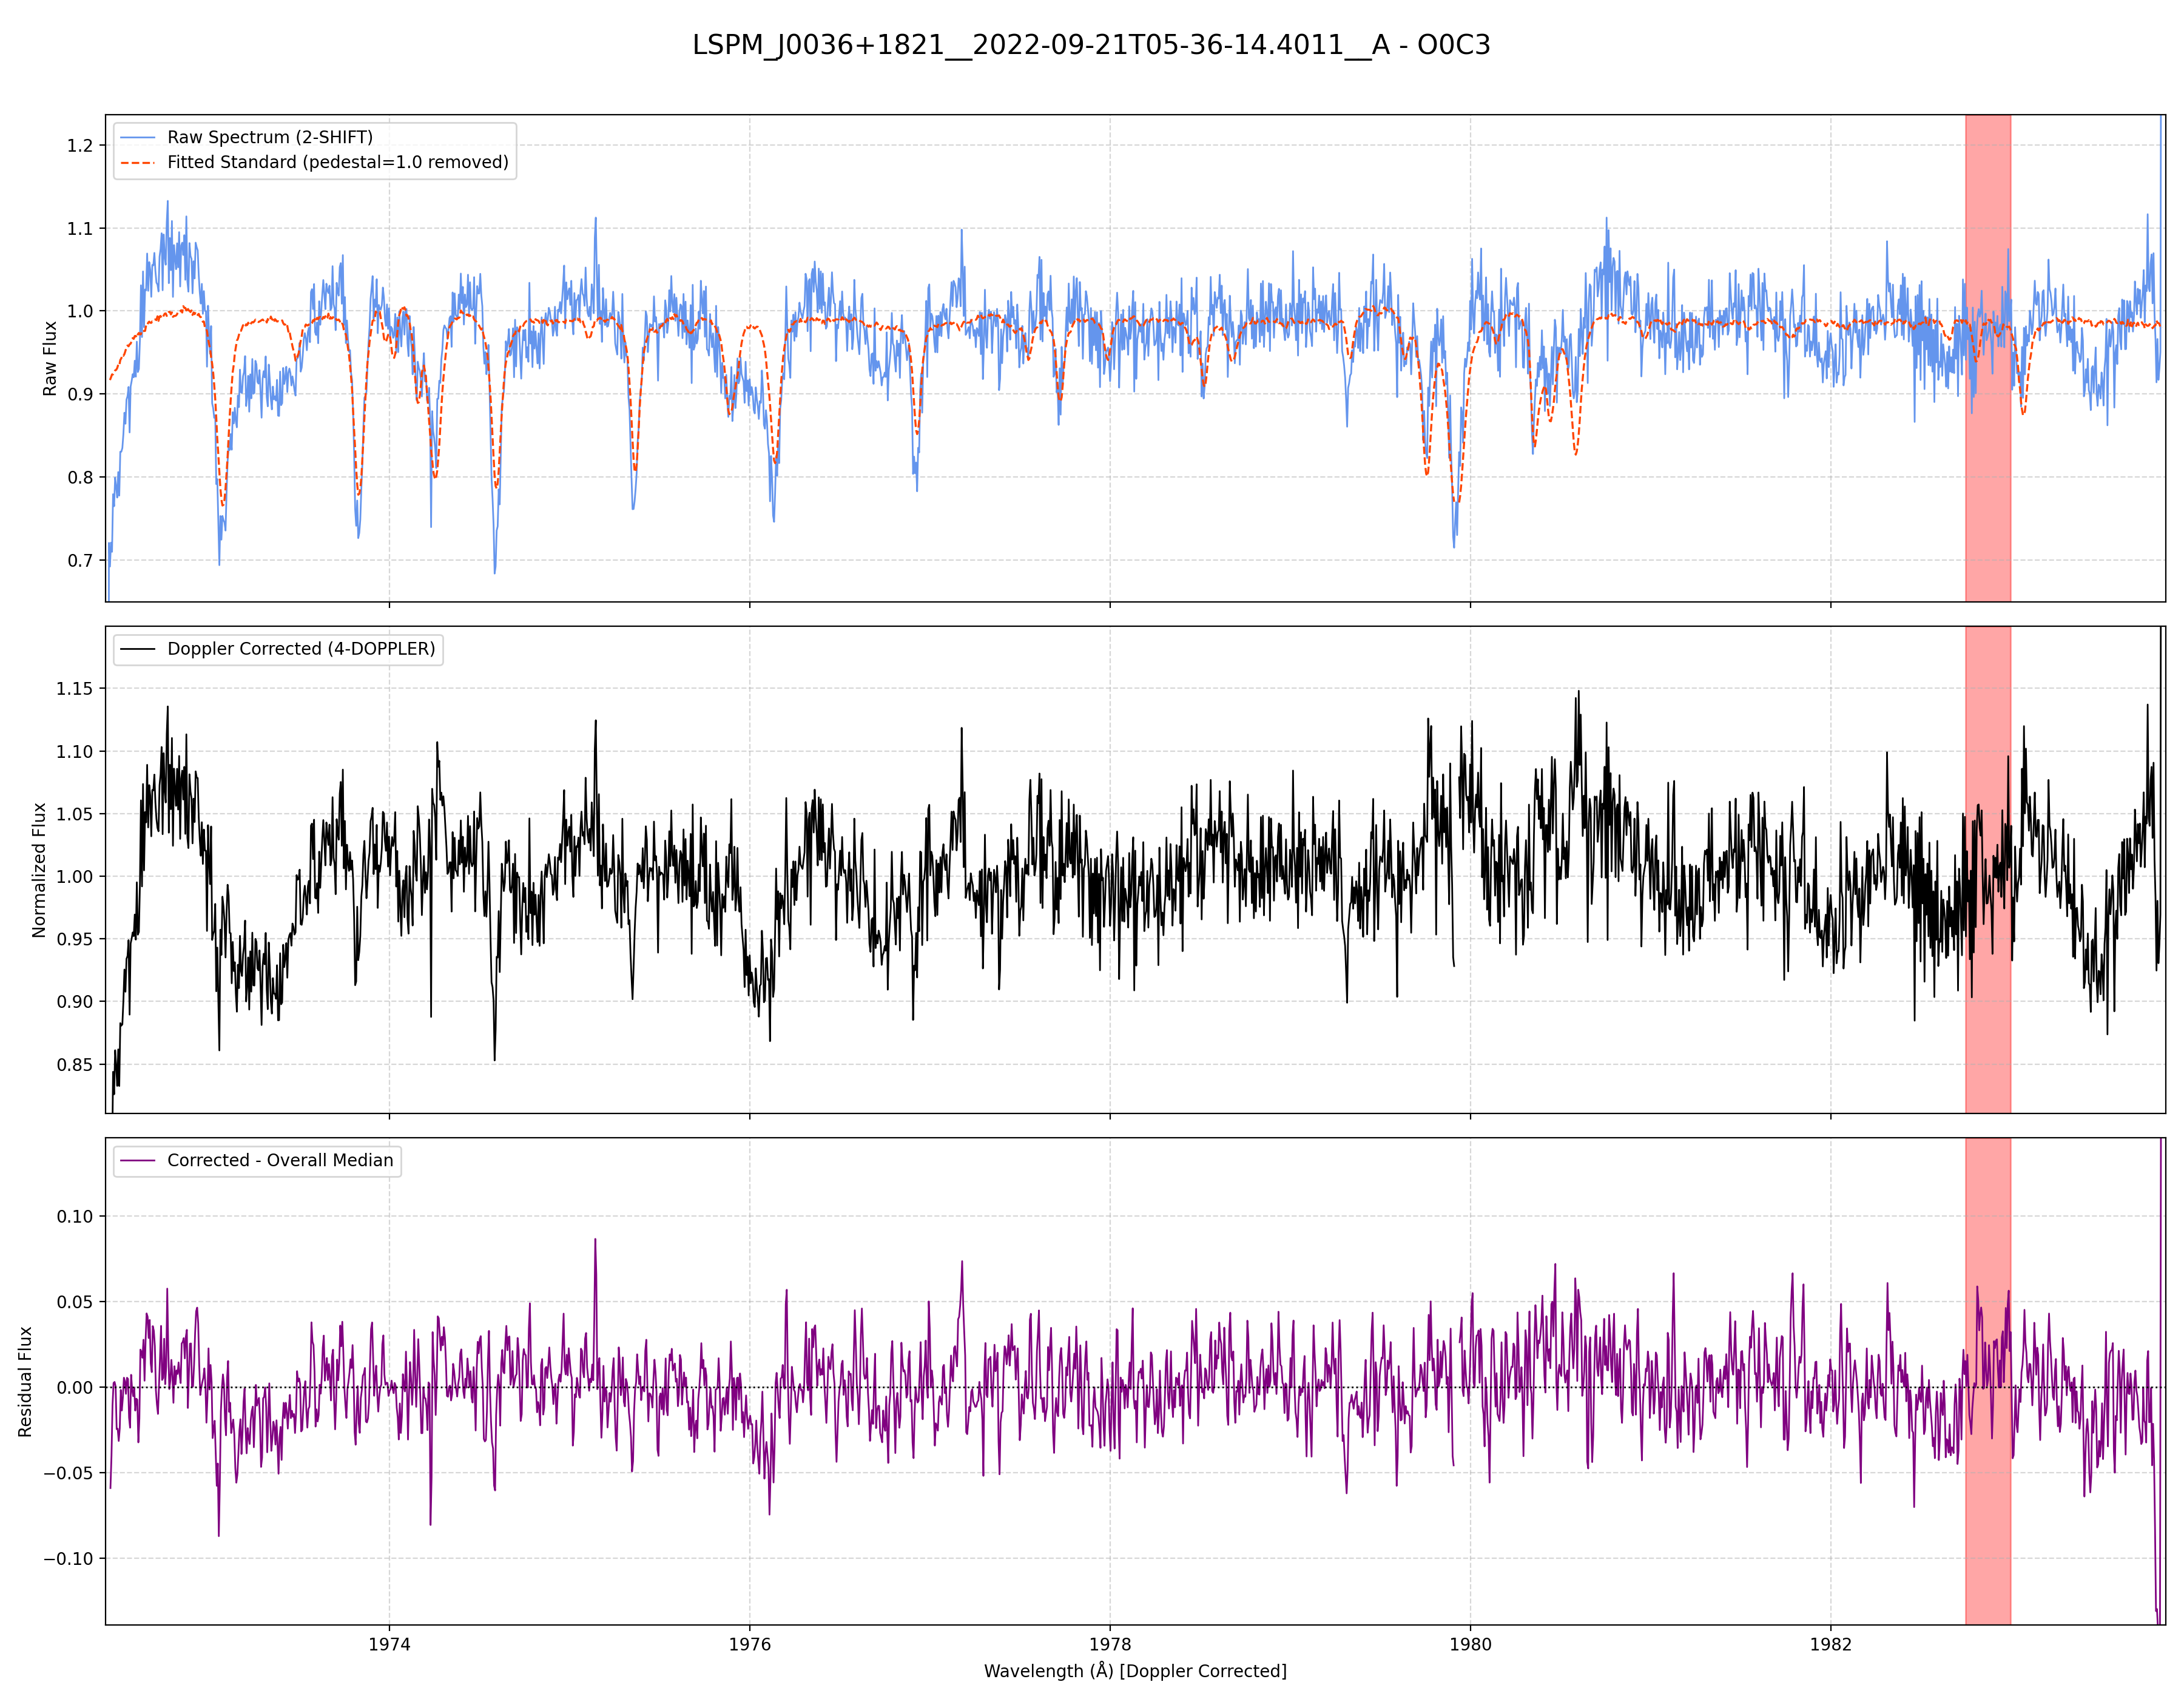 LSPM_J0036+1821__2022-09-21T05-36-14.4011__A - O0C3
Raw Spectrum (2-SHIFT)
Fitted Standard (pedestal=1.0 removed)
Raw Flux
1.2
1.1
1.0
0.9
0.8
0.7
Doppler Corrected (4-DOPPLER)
Normalized Flux
1.15
1.10
1.05
1.00
0.95
0.90
0.85
Corrected - Overall Median
Residual Flux
0.10
0.05
0.00
−0.05
−0.10
1974
1976
1978
1980
1982
Wavelength (Å) [Doppler Corrected]